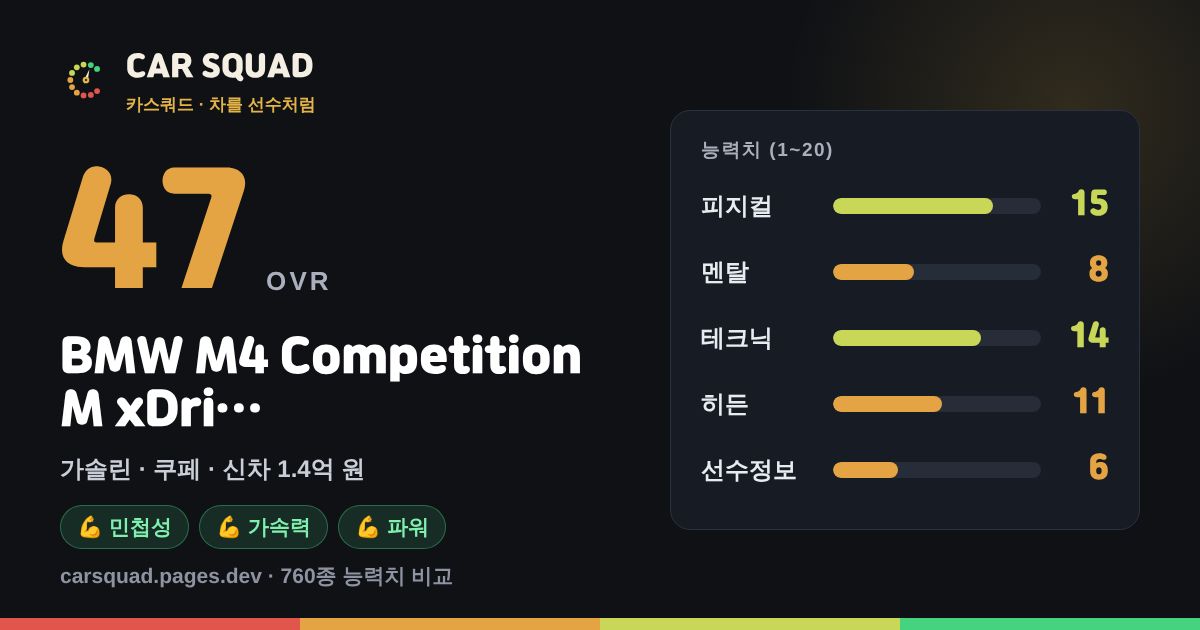 CAR SQUAD
카스쿼드 · 차를 선수처럼
47 OVR
BMW M4 Competition
M xDri···
가솔린 · 쿠페 · 신차 1.4억 원
💪 민첩성 💪 가속력 💪 파워
carsquad.pages.dev · 760종 능력치 비교
능력치 (1~20)
피지컬 15
멘탈 8
테크닉 14
히든 11
선수정보 6